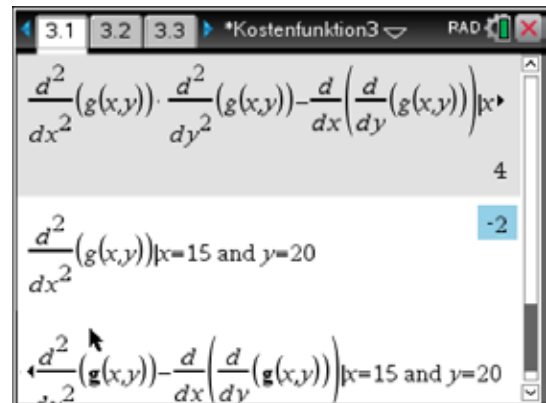 3.1 3.2 3.3 *Kostenfunktion3 RAD
d²/dx²(g(x,y))·d²/dy²(g(x,y))−d/dx(d/dy(g(x,y)))|x
4
d²/dx²(g(x,y))|x=15 and y=20
-2
d²/dy²(g(x,y))−d/dx(d/dy(g(x,y)))|x=15 and y=20